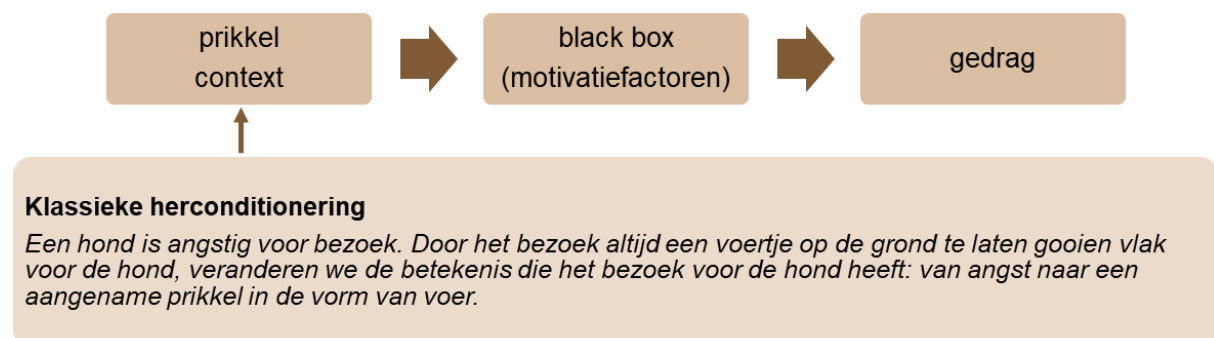 prikkel
context
black box
(motivatiefactoren)
gedrag
Klassieke herconditionering
Een hond is angstig voor bezoek. Door het bezoek altijd een voertje op de grond te laten gooien vlak
voor de hond, veranderen we de betekenis die het bezoek voor de hond heeft: van angst naar een
aangename prikkel in de vorm van voer.